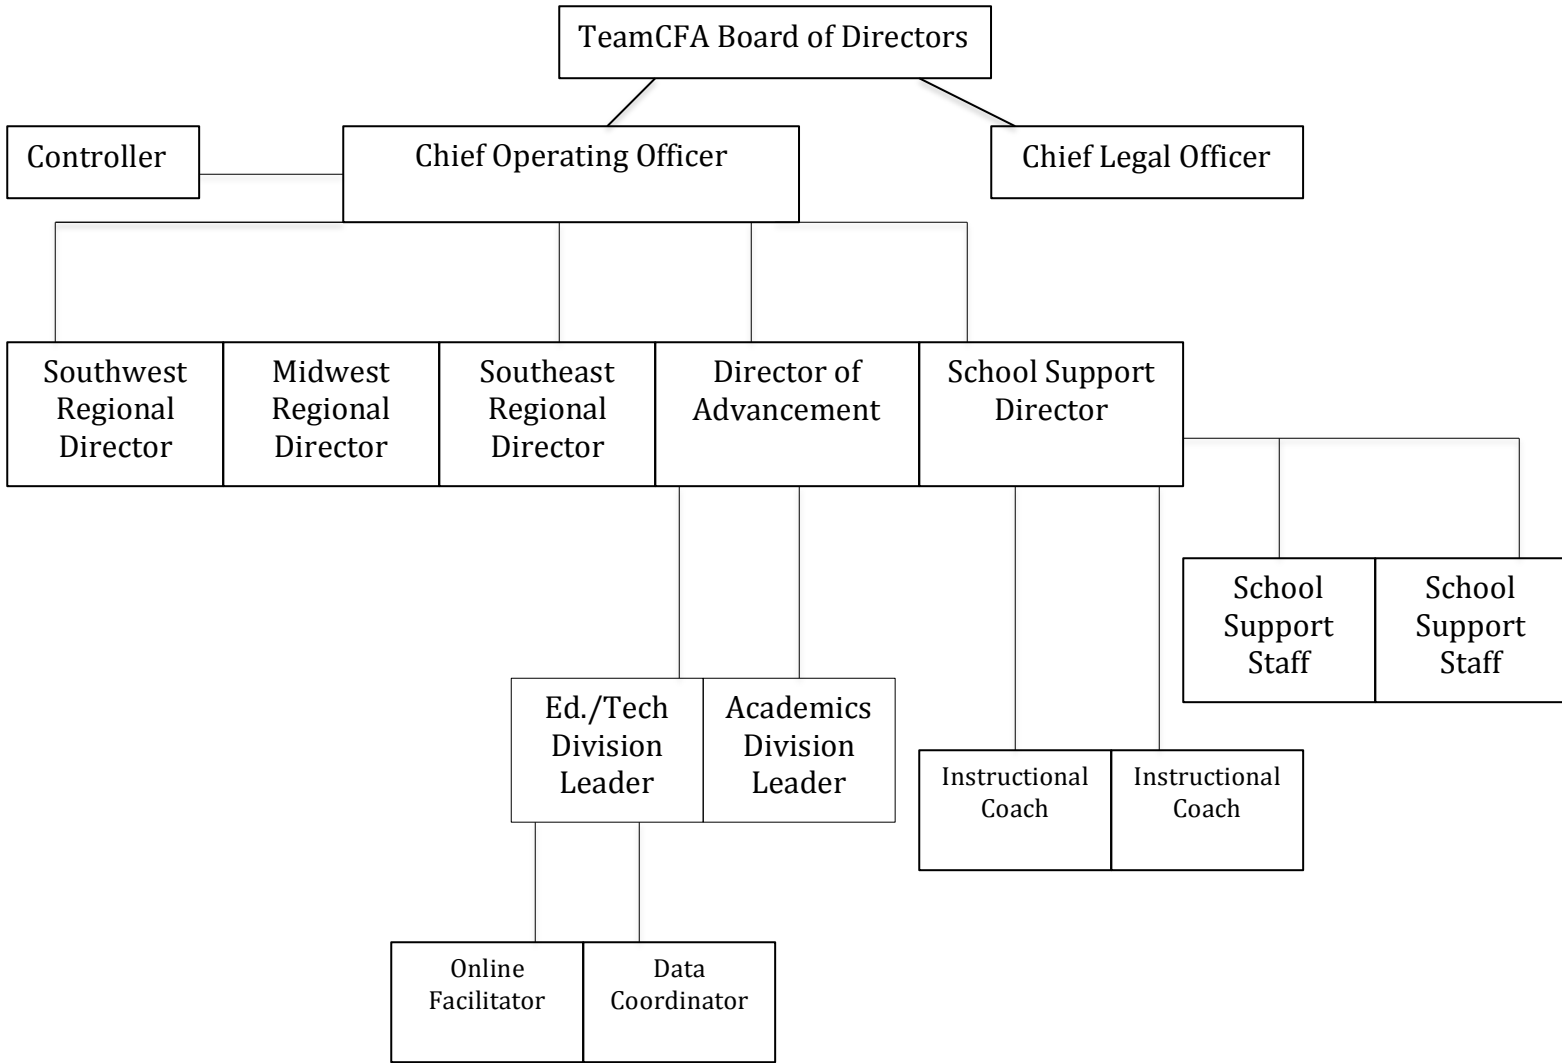 TeamCFA Board of Directors
Controller
Chief Operating Officer
Chief Legal Officer
Southwest
Regional
Director
Midwest
Regional
Director
Southeast
Regional
Director
Director of
Advancement
School Support
Director
School
Support
Staff
School
Support
Staff
Ed./Tech
Division
Leader
Academics
Division
Leader
Instructional
Coach
Instructional
Coach
Online
Facilitator
Data
Coordinator